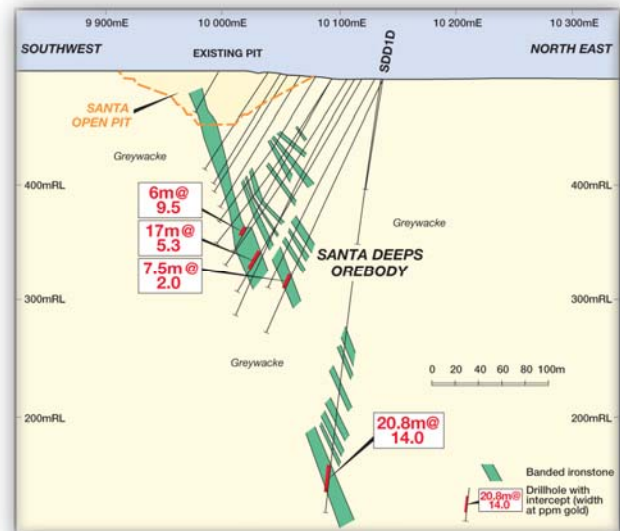 9 900mE
10 000mE
10 100mE
10 200mE
10 300mE
SOUTHWEST
EXISTING PIT
SDD1D
NORTH EAST
SANTA
OPEN PIT
Greywacke
400mRL
6m@
9.5
Greywacke
17m@
5.3
SANTA DEEPS
OREBODY
7.5m@
2.0
300mRL
Greywacke
0 20 40 60 80 100m
200mRL
20.8m@
14.0
Banded ironstone
20.8m@
14.0
Drillhole with
intercept (width
at ppm gold)